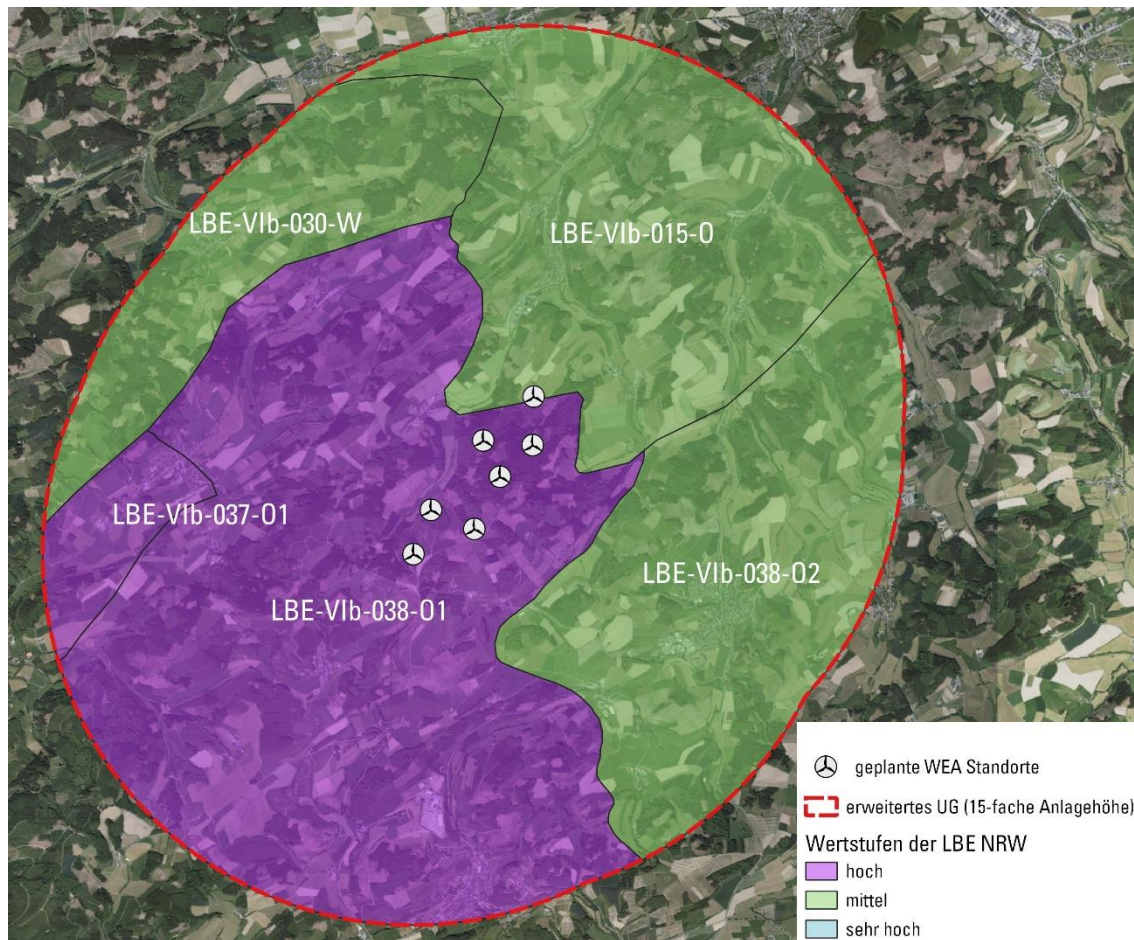 LBE-VIb-030-W
LBE-VIb-015-O
LBE-VIb-037-O1
LBE-VIb-038-O2
LBE-VIb-038-O1
geplante WEA Standorte
erweitertes UG (15-fache Anlagehöhe)
Wertstufen der LBE NRW
hoch
mittel
sehr hoch